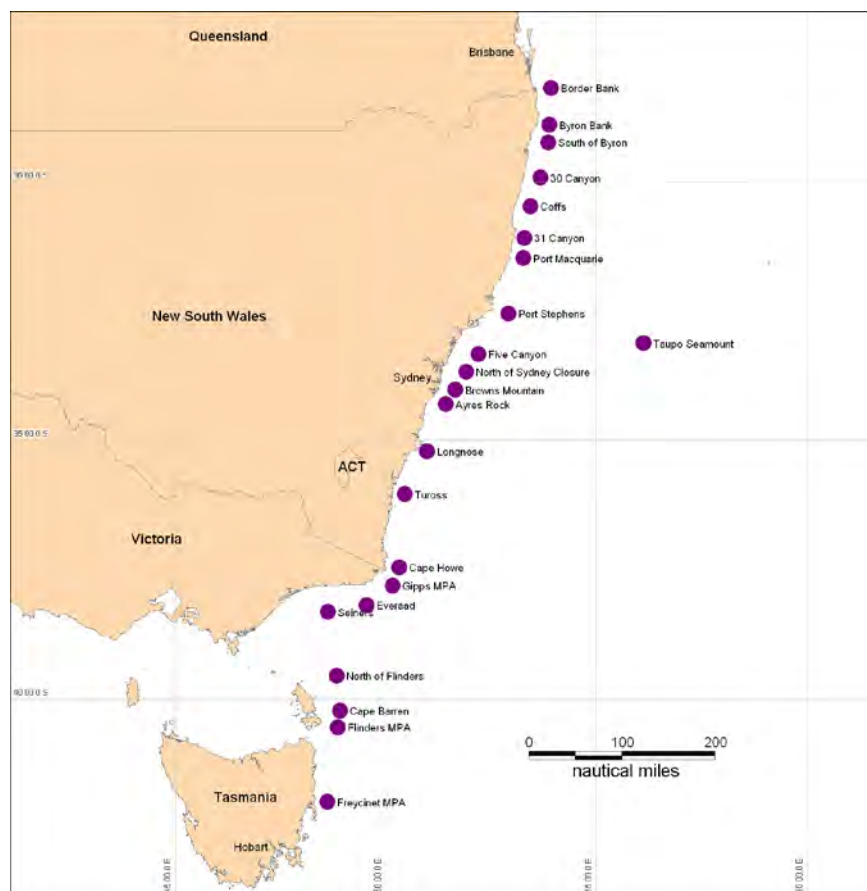 Queensland
Brisbane
Border Bank
Byron Bank
South of Byron
30 Canyon
Coffs
31 Canyon
Port Macquarie
New South Wales
Port Stephens
Taupo Seamount
Five Canyon
North of Sydney Closure
Sydney
Browns Mountain
Ayres Rock
Longnose
ACT
Tuross
Victoria
Cape Howe
Gipps MPA
Everaad
Seiners
North of Flinders
Cape Barren
Flinders MPA
0 100 200
nautical miles
Tasmania
Freycinet MPA
Hobart